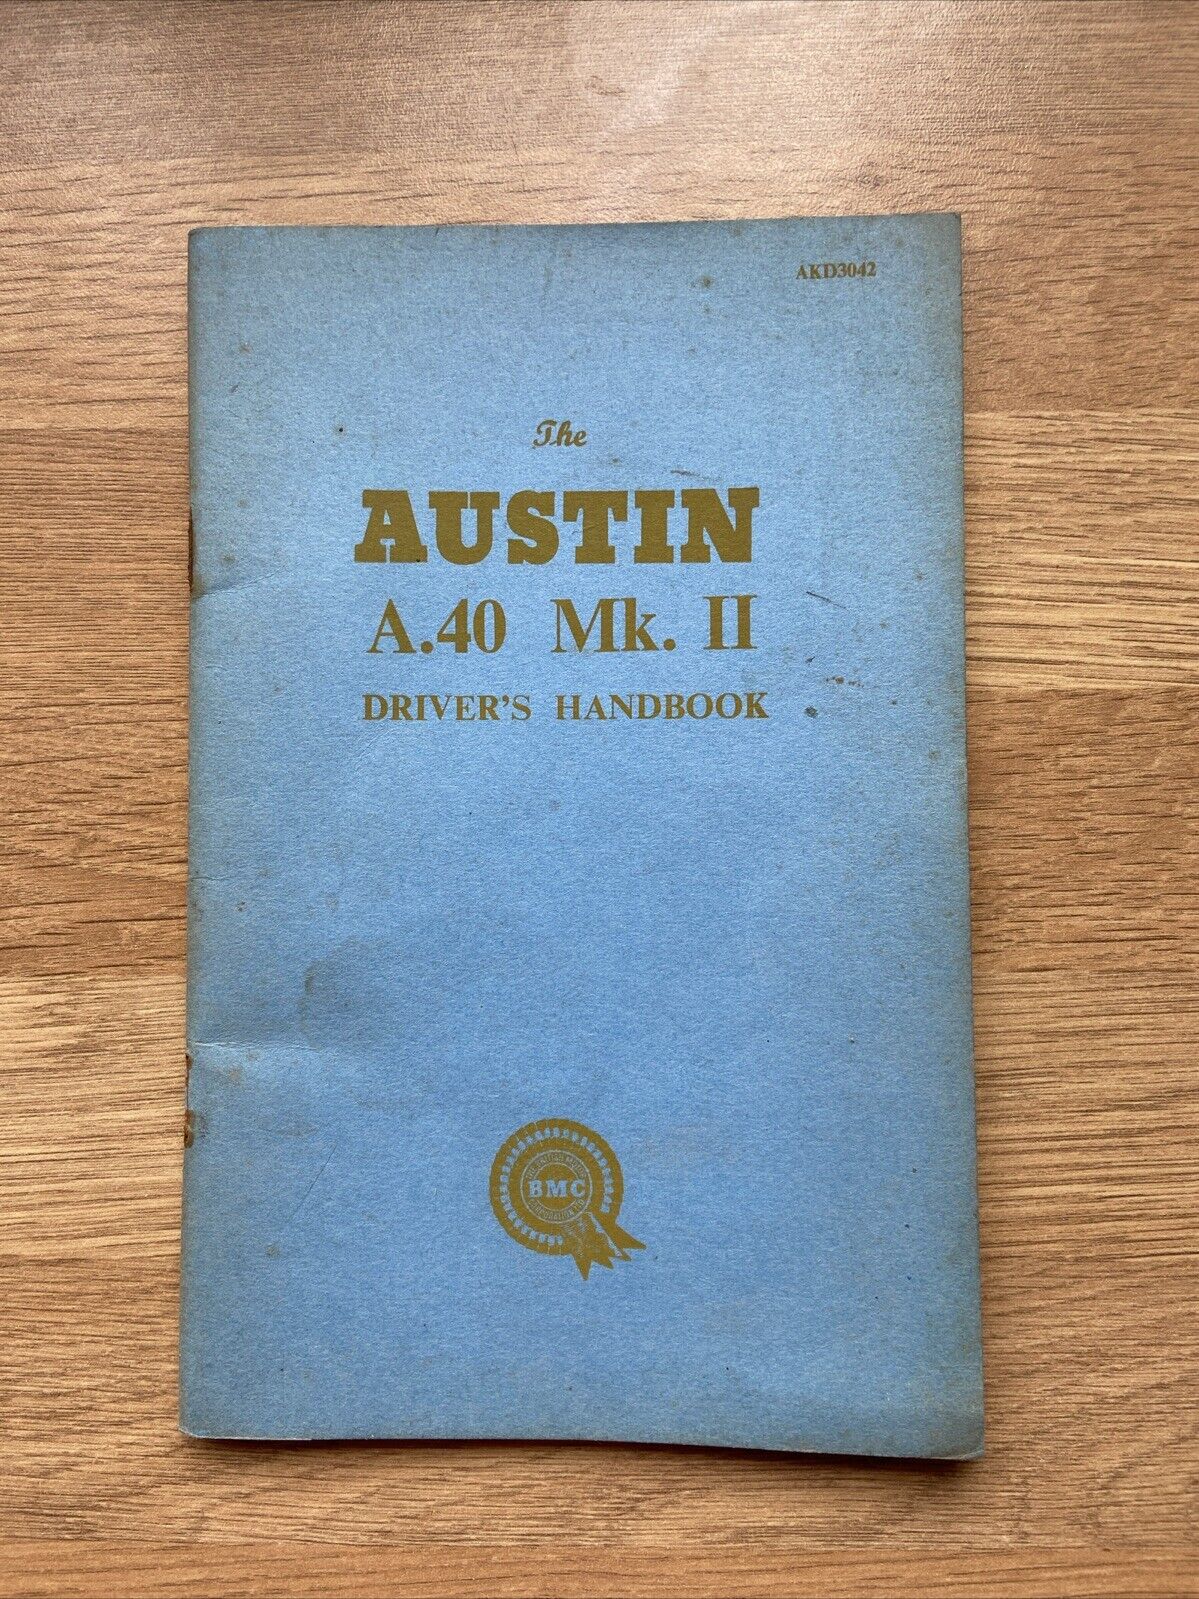 AKD3042
The
AUSTIN
A.40 Mk. II
DRIVER'S HANDBOOK
BMC